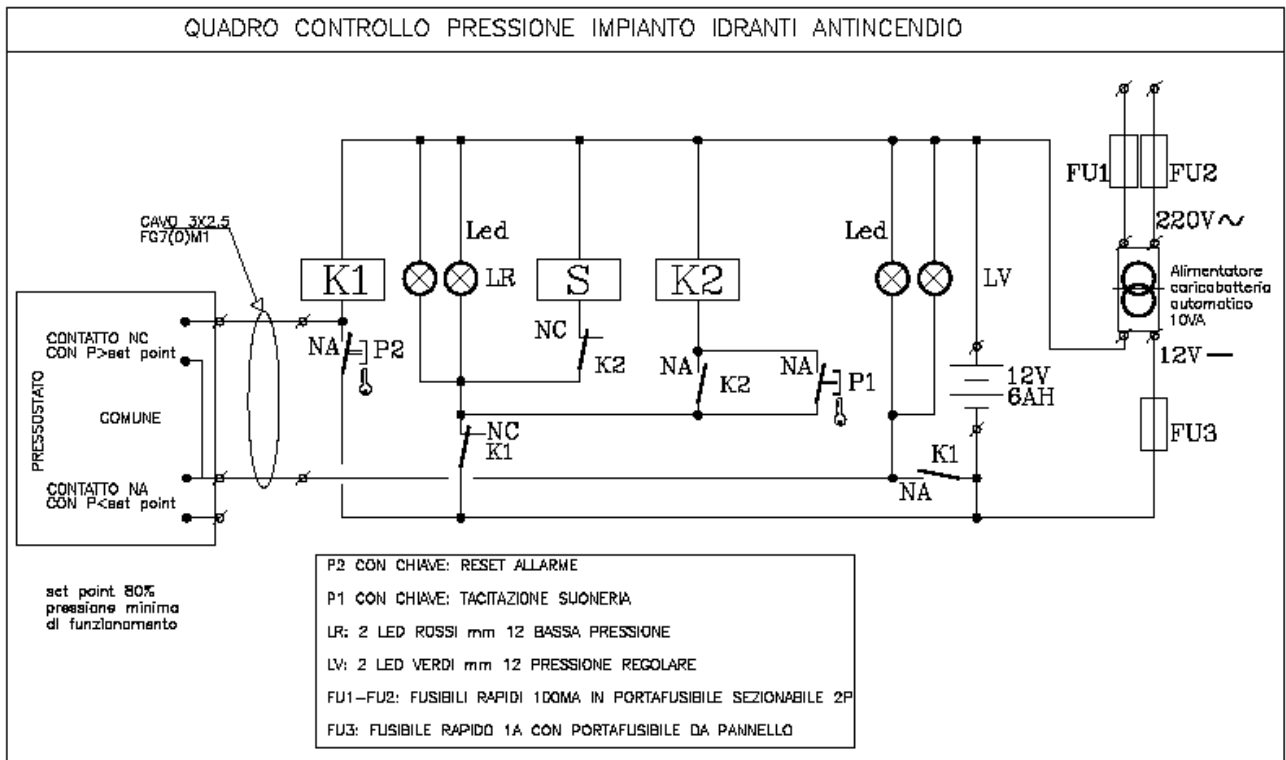 QUADRO CONTROLLO PRESSIONE IMPIANTO IDRANTI ANTINCENDIO
FU1
FU2
220V~
CAVO 3X2.5
FG7(O)M1
Led
Led
K1
LR
S
K2
LV
Alimentatore
caricabatteria
automatico
10VA
CONTATTO NC
CON P>set point
NA
P2
NC
K2
NA
K2
NA
P1
12V
6AH
12V
PRESSOSTATO
COMUNE
FU3
NC
K1
K1
NA
CONTATTO NA
CON P<set point
set point 80%
pressione minima
di funzionamento
P2 CON CHIAVE: RESET ALLARME
P1 CON CHIAVE: TACITAZIONE SUONERIA
LR: 2 LED ROSSI mm 12 BASSA PRESSIONE
LV: 2 LED VERDI mm 12 PRESSIONE REGOLARE
FU1-FU2: FUSIBILI RAPIDI 100MA IN PORTAFUSIBILE SEZIONABILE 2P
FU3: FUSIBILE RAPIDO 1A CON PORTAFUSIBILE DA PANNELLO